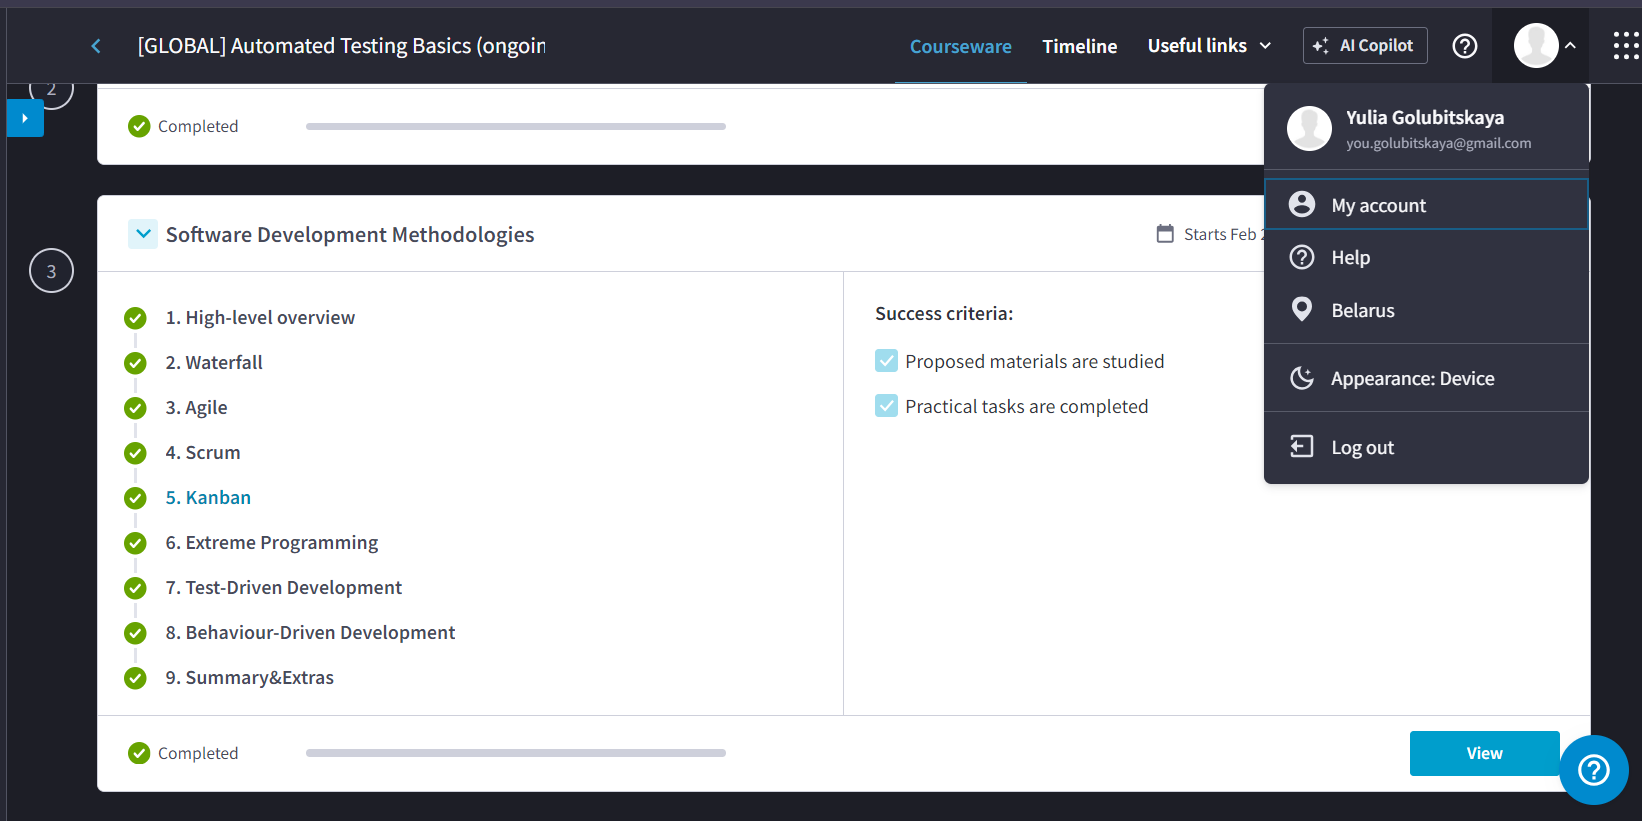 [GLOBAL] Automated Testing Basics (ongoin
Courseware
Timeline
Useful links
AI Copilot
2
Completed
Yulia Golubitskaya
you.golubitskaya@gmail.com
My account
Help
Belarus
Appearance: Device
Log out
3
Software Development Methodologies
Starts Feb
1. High-level overview
2. Waterfall
3. Agile
4. Scrum
5. Kanban
6. Extreme Programming
7. Test-Driven Development
8. Behaviour-Driven Development
9. Summary&Extras
Success criteria:
Proposed materials are studied
Practical tasks are completed
Completed
View